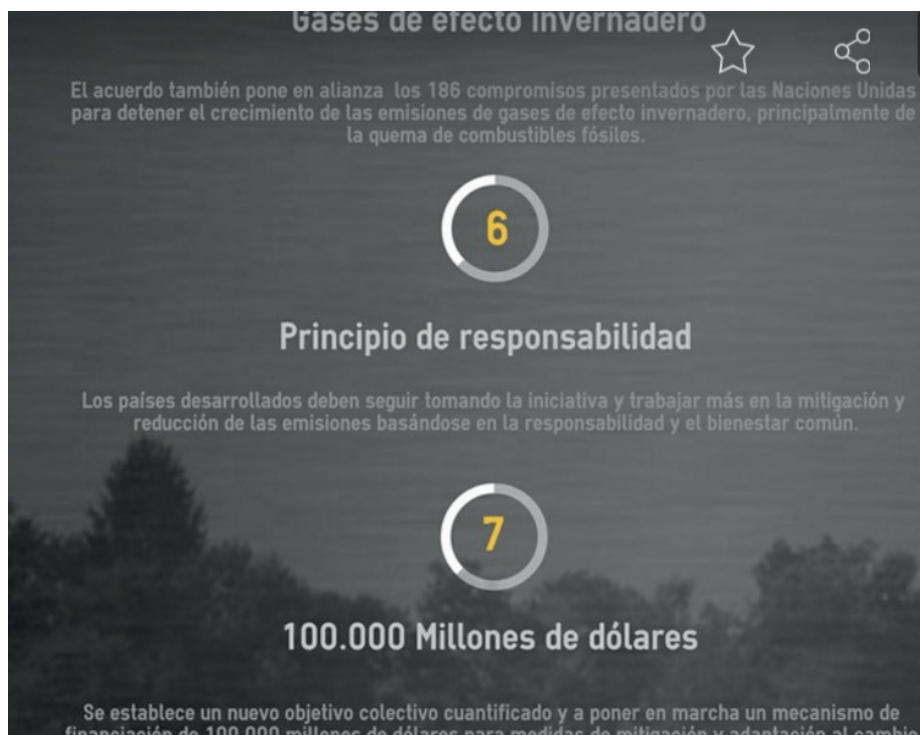 Gases de efecto invernadero
El acuerdo también pone en alianza los 186 compromisos presentados por las Naciones Unidas
para detener el crecimiento de las emisiones de gases de efecto invernadero, principalmente de
la quema de combustibles fósiles.
6
Principio de responsabilidad
Los países desarrollados deben seguir tomando la iniciativa y trabajar más en la mitigación y
reducción de las emisiones basándose en la responsabilidad y el bienestar común.
7
100.000 Millones de dólares
Se establece un nuevo objetivo colectivo cuantificado y a poner en marcha un mecanismo de
financiación de 100.000 millones de dólares para medidas de mitigación y adaptación al cambio